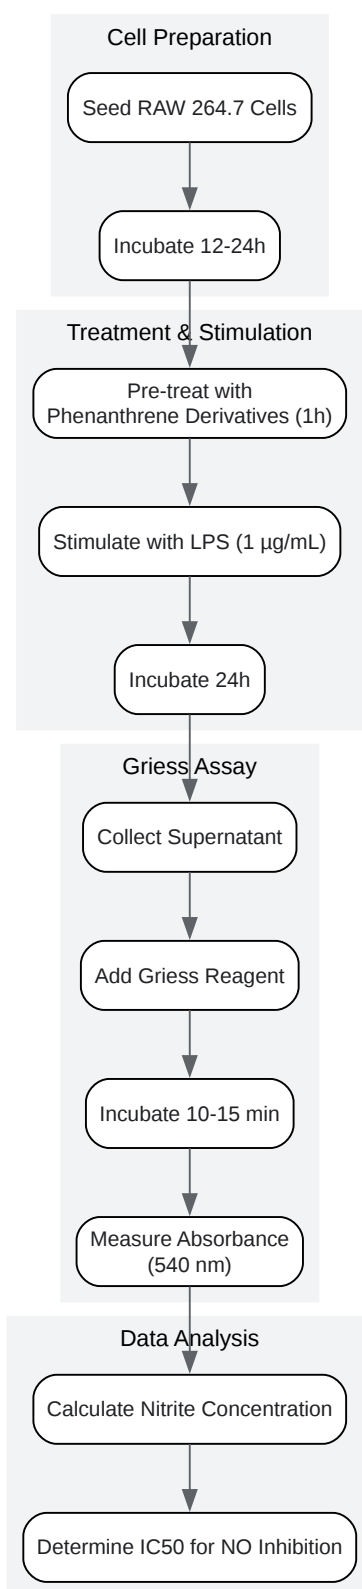 Cell Preparation
Seed RAW 264.7 Cells
Incubate 12-24h
Treatment & Stimulation
Pre-treat with
Phenanthrene Derivatives (1h)
Stimulate with LPS (1 µg/mL)
Incubate 24h
Griess Assay
Collect Supernatant
Add Griess Reagent
Incubate 10-15 min
Measure Absorbance
(540 nm)
Data Analysis
Calculate Nitrite Concentration
Determine IC50 for NO Inhibition